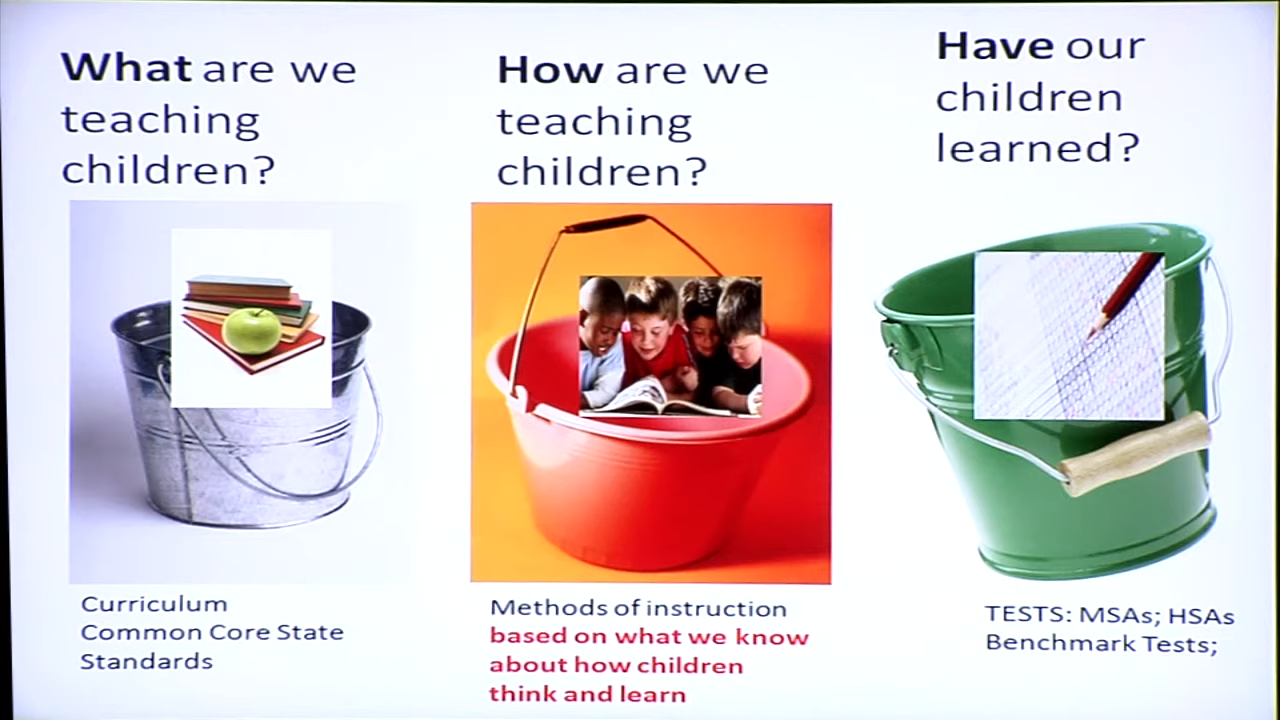 What are we
teaching
children?
How are we
teaching
children?
Have our
children
learned?
Curriculum
Common Core State
Standards
Methods of instruction
based on what we know
about how children
think and learn
TESTS: MSAs; HSAs
Benchmark Tests;